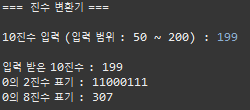 === 진수 변환기 ===
10진수 입력 (입력 범위 : 50 ~ 200) : 199
입력 받은 10진수 : 199
0의 2진수 표기 : 11000111
0의 8진수 표기 : 307